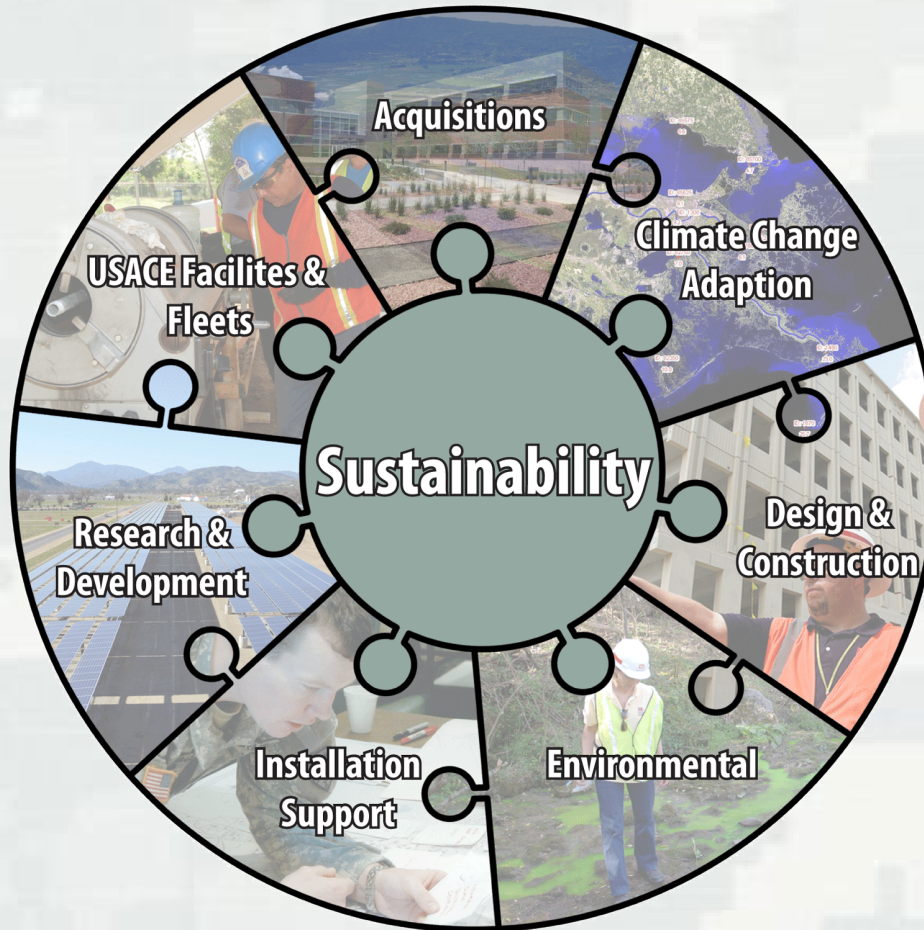 Acquisitions
Climate Change
Adaption
USACE Facilites &
Fleets
Sustainability
Design &
Construction
Research &
Development
Installation
Support
Environmental